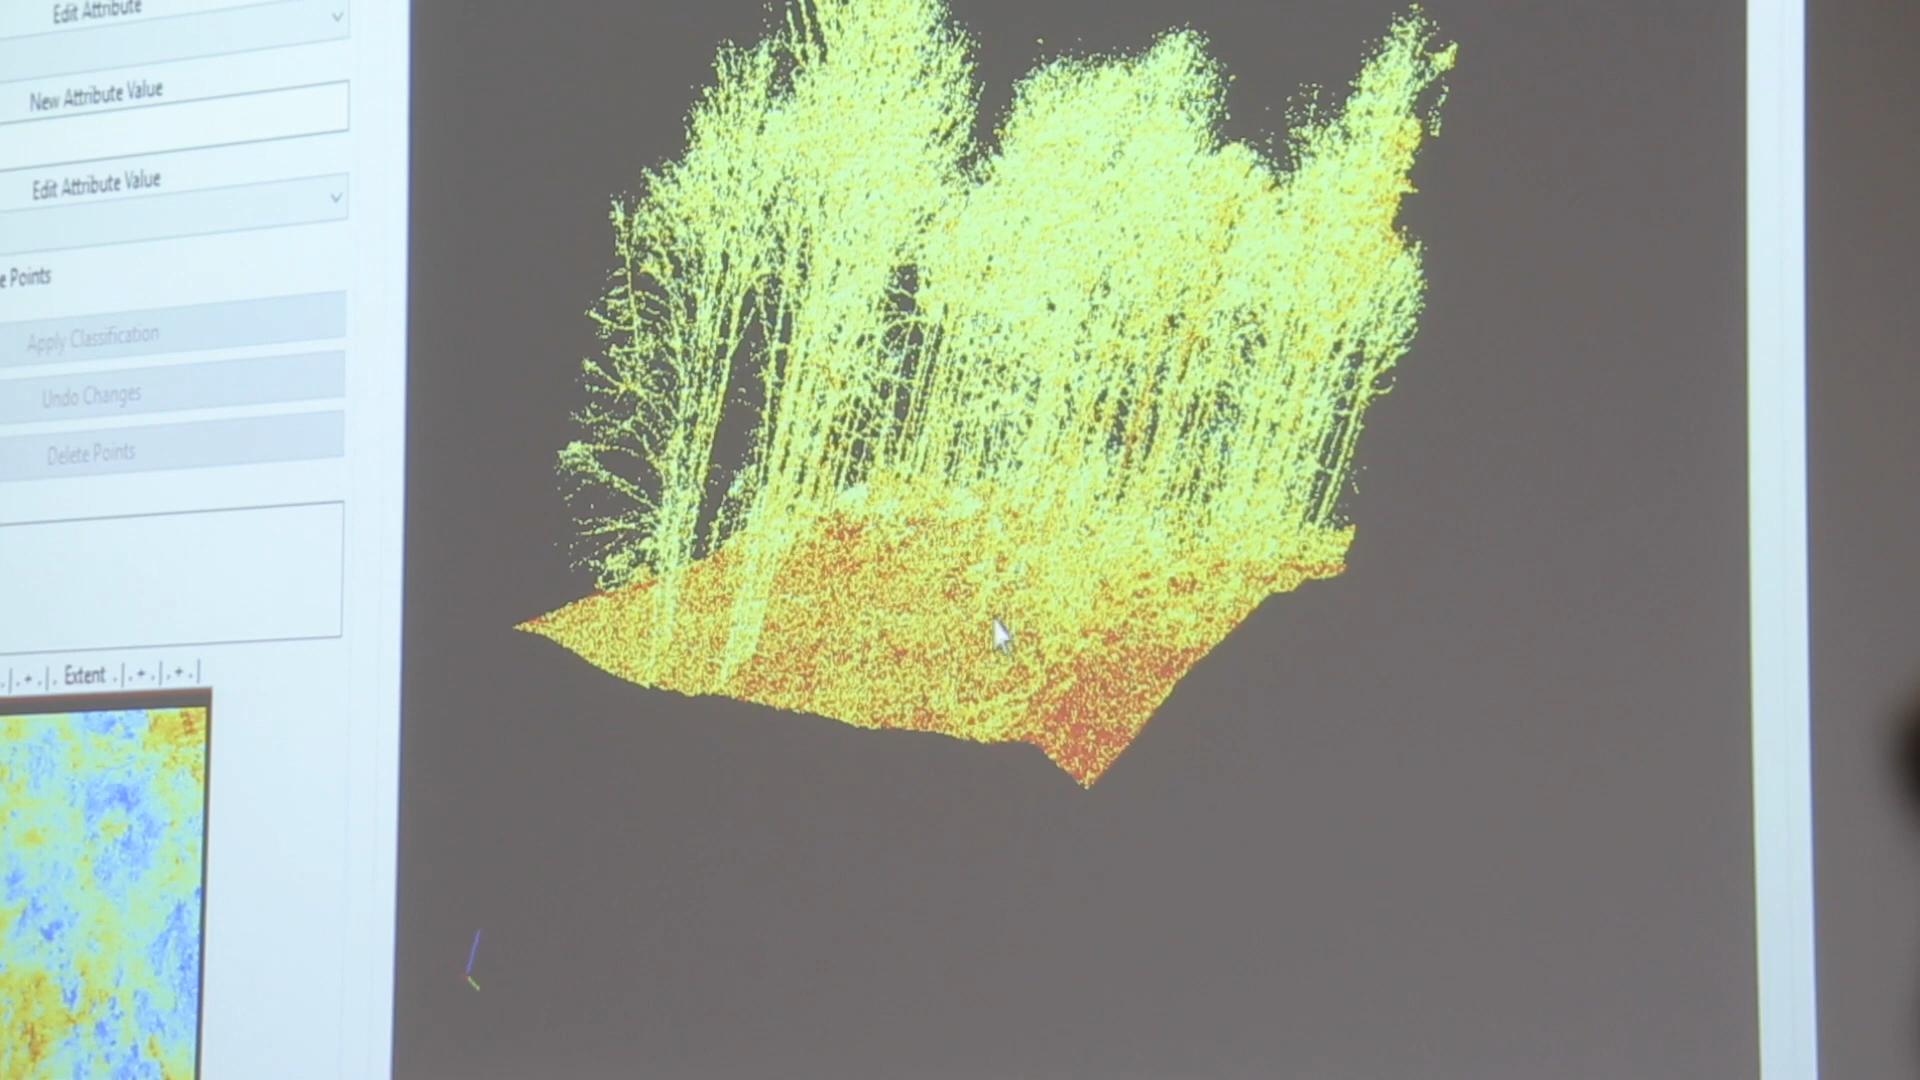 Edit Attribute
New Attribute Value
Edit Attribute Value
e Points
Apply Classification
Undo Changes
Delete Points
.|.+.|. Extent .|.+.|.+.|